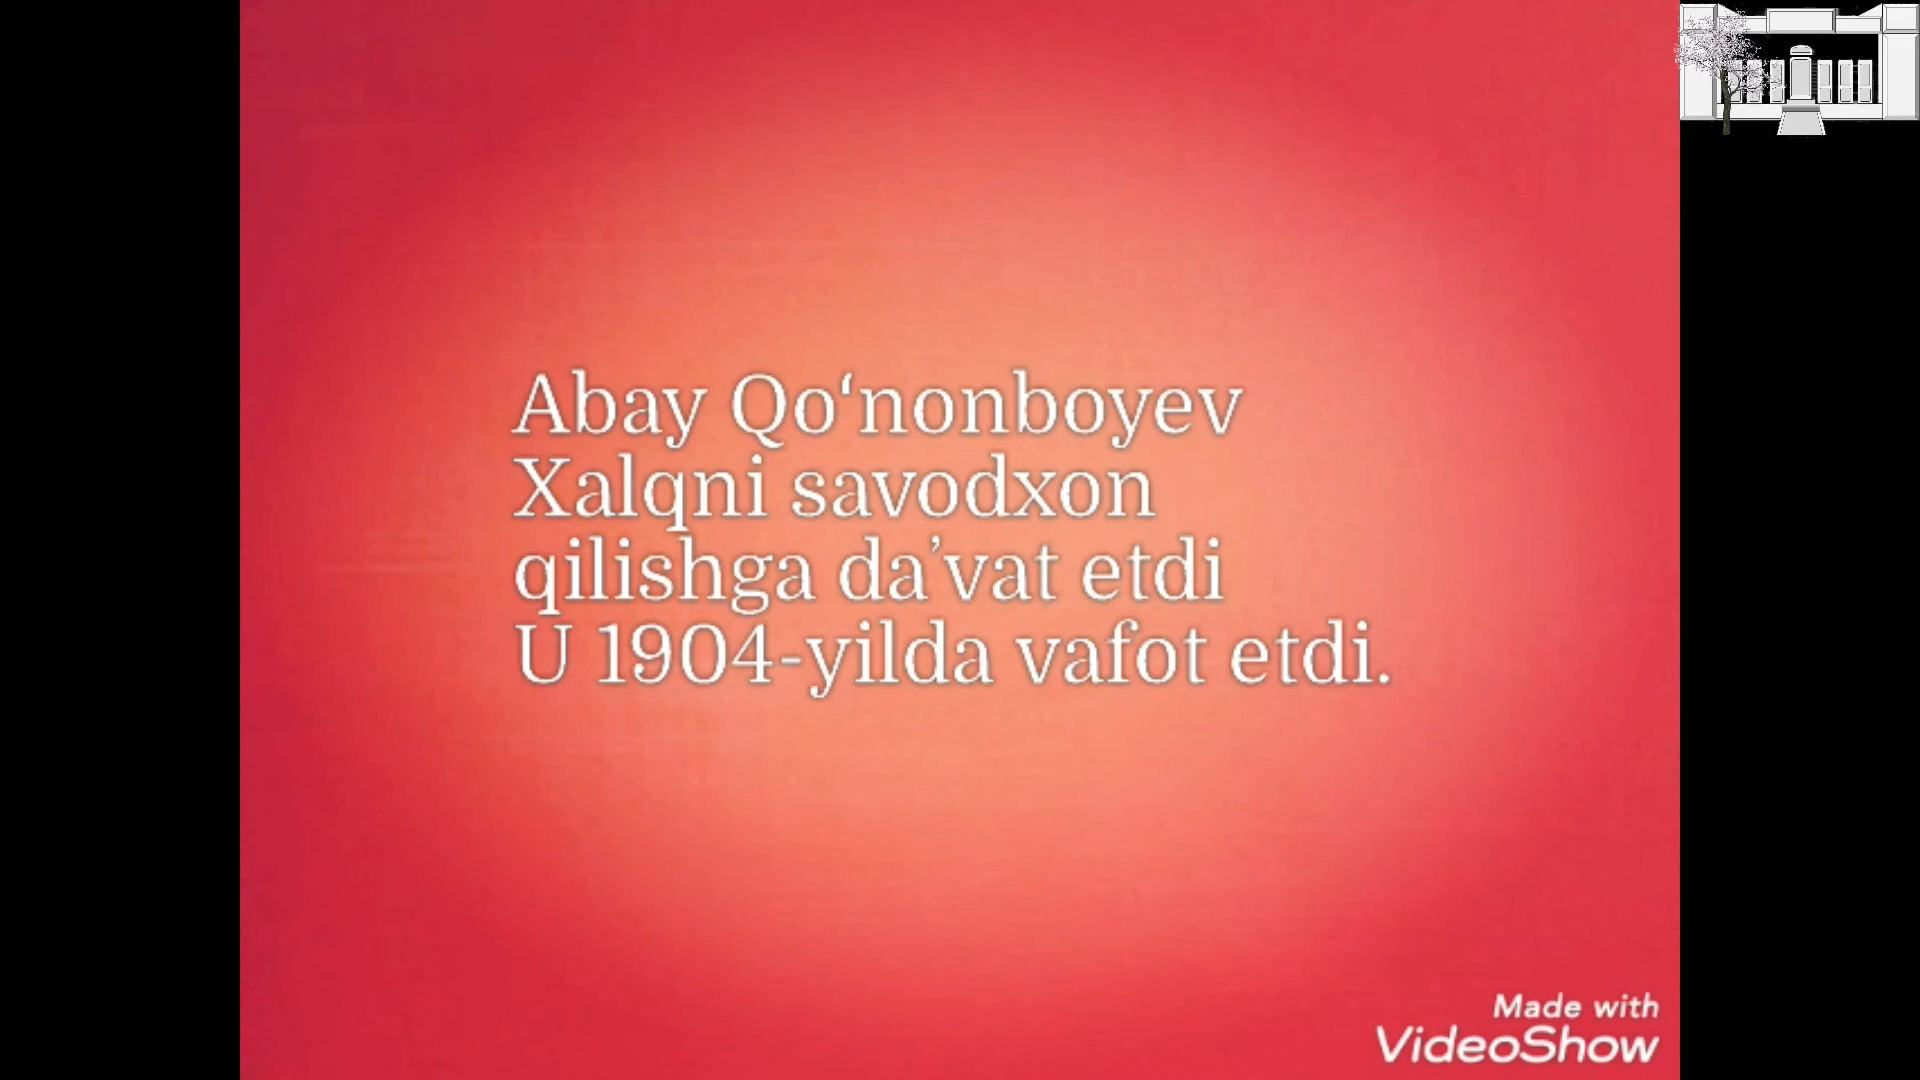 Abay Qo‘nonboyev
Xalqni savodxon
qilishga da’vat etdi
U 1904-yilda vafot etdi.
Made with
VideoShow